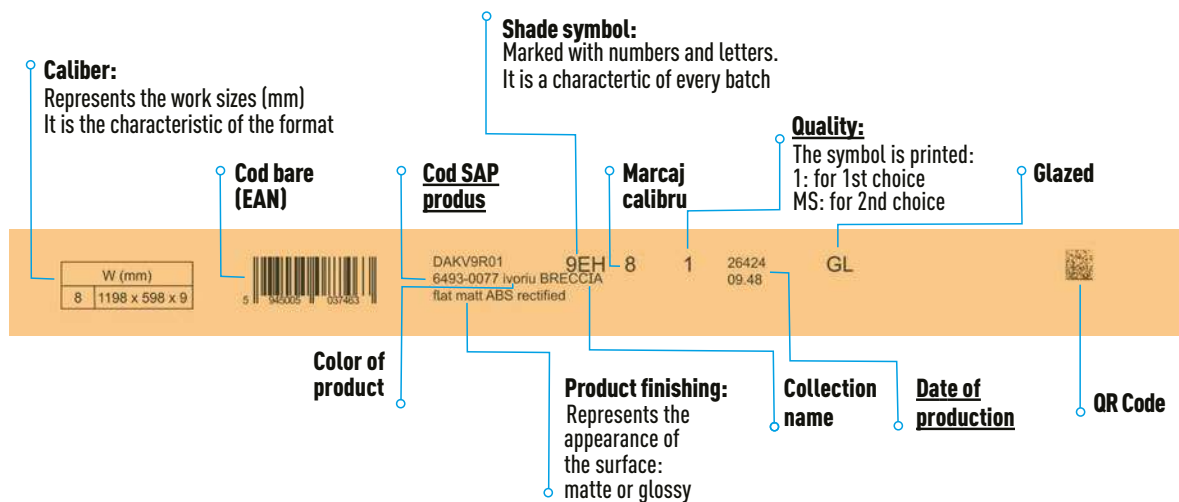 Shade symbol:
Marked with numbers and letters.
It is a charactertic of every batch
Caliber:
Represents the work sizes (mm)
It is the characteristic of the format
Cod bare
(EAN)
Cod SAP
produs
Marcaj
calibru
Quality:
The symbol is printed:
1: for 1st choice
MS: for 2nd choice
Glazed
W (mm)
8 1198 x 598 x 9
5 945005 037463
DAKV9R01
6493-0077 ivoriu BRECCIA
flat matt ABS rectified
9EH 8 1
26424
09.48
GL
Color of
product
Product finishing:
Represents the
appearance of
the surface:
matte or glossy
Collection
name
Date of
production
QR Code